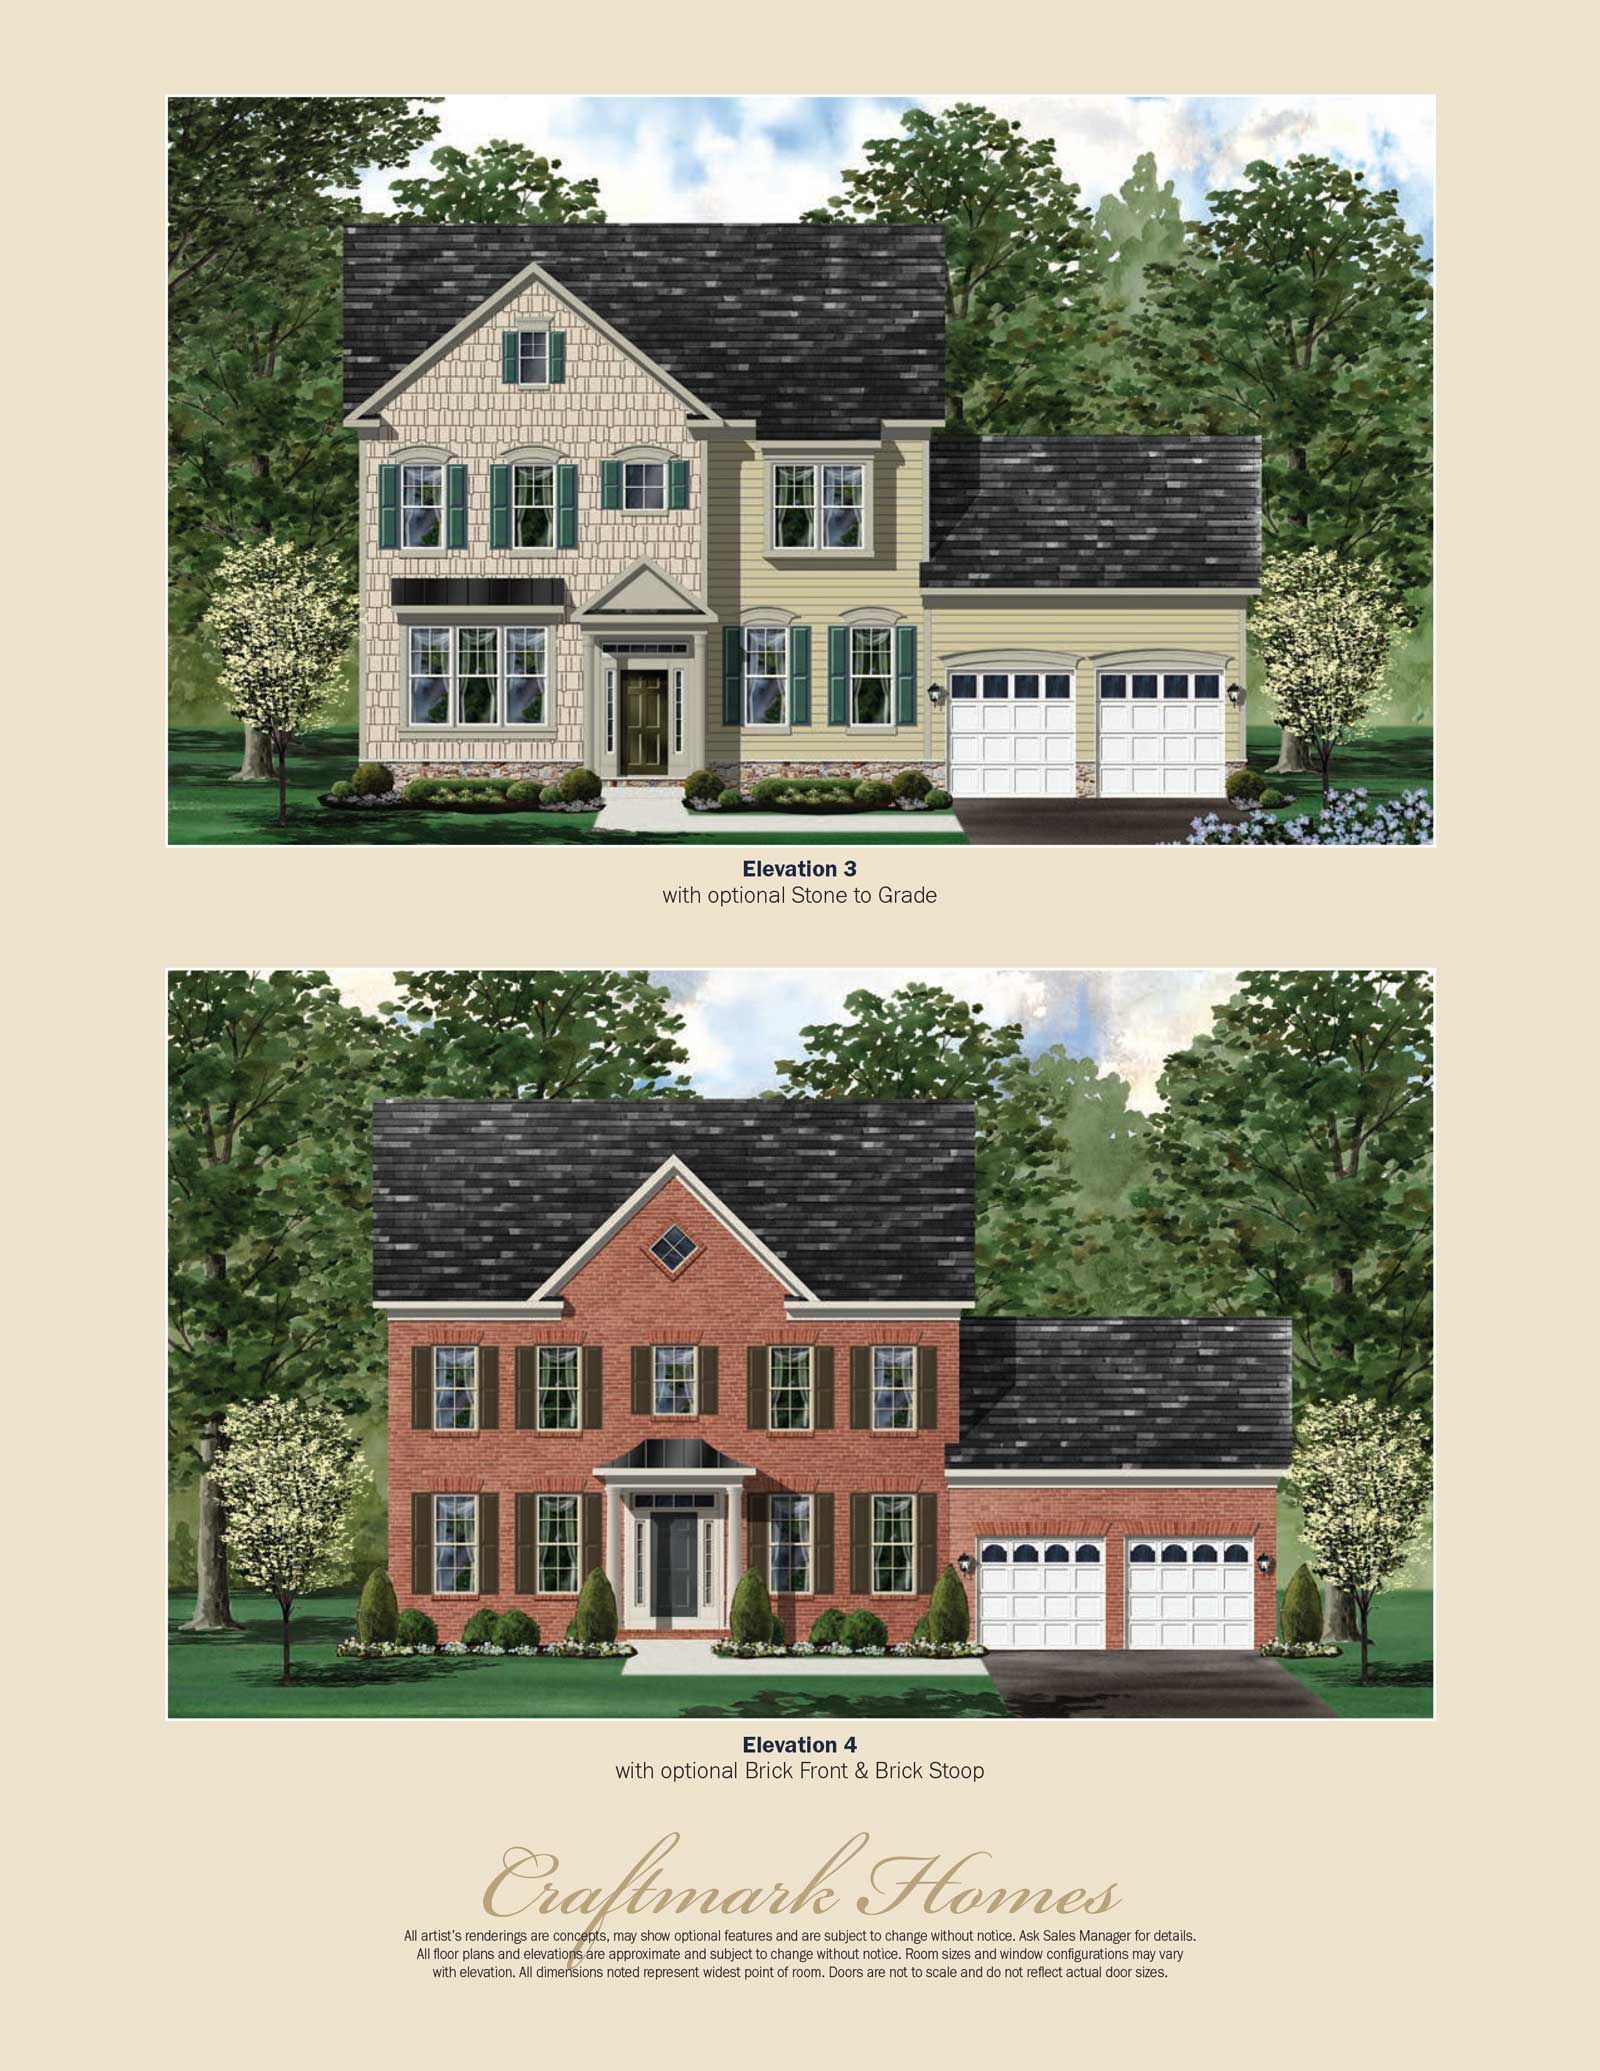 Elevation 3
with optional Stone to Grade
Elevation 4
with optional Brick Front & Brick Stoop
Craftmark Homes
All artist's renderings are concepts, may show optional features and are subject to change without notice. Ask Sales Manager for details.
All floor plans and elevations are approximate and subject to change without notice. Room sizes and window configurations may vary
with elevation. All dimensions noted represent widest point of room. Doors are not to scale and do not reflect actual door sizes.